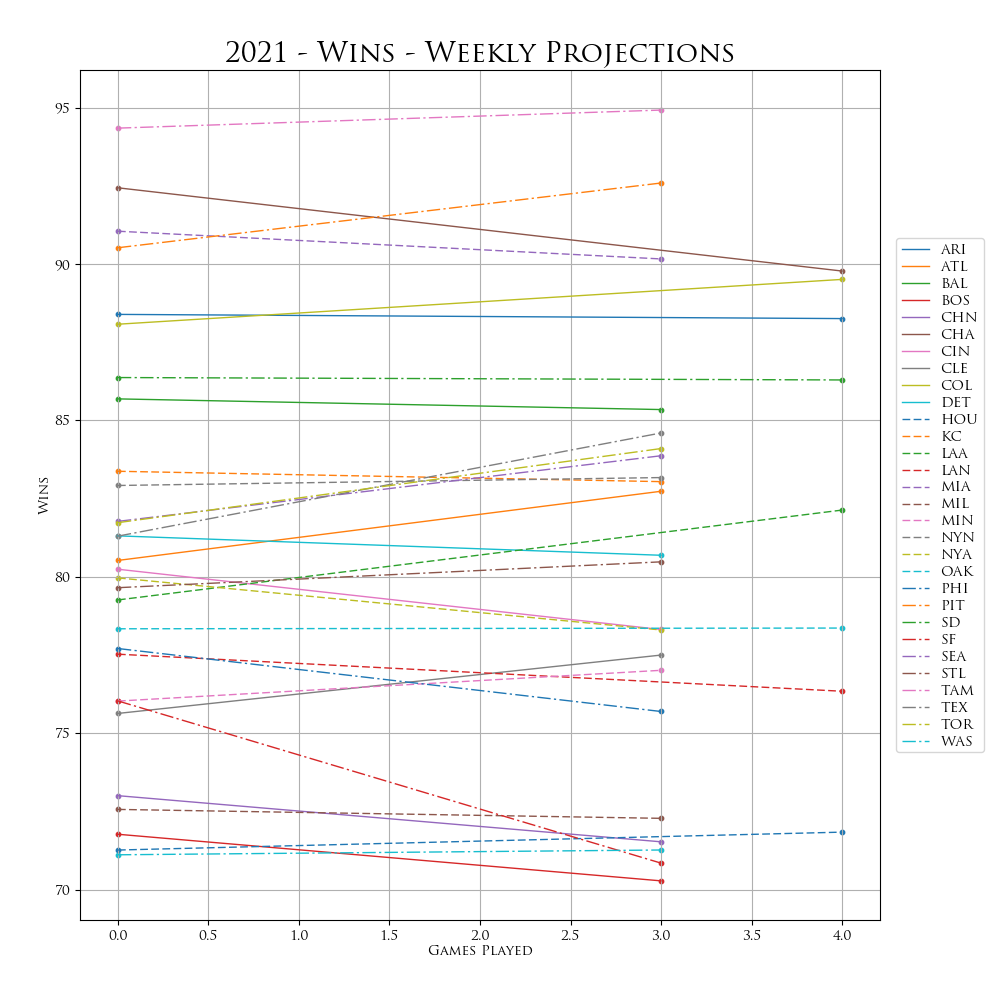 2021 - Wins - Weekly Projections
95
90
85
80
75
70
Wins
0.0 0.5 1.0 1.5 2.0 2.5 3.0 3.5 4.0
Games Played
ARI
ATL
BAL
BOS
CHN
CHA
CIN
CLE
COL
DET
HOU
KC
LAA
LAN
MIA
MIL
MIN
NYN
NYA
OAK
PHI
PIT
SD
SF
SEA
STL
TAM
TEX
TOR
WAS